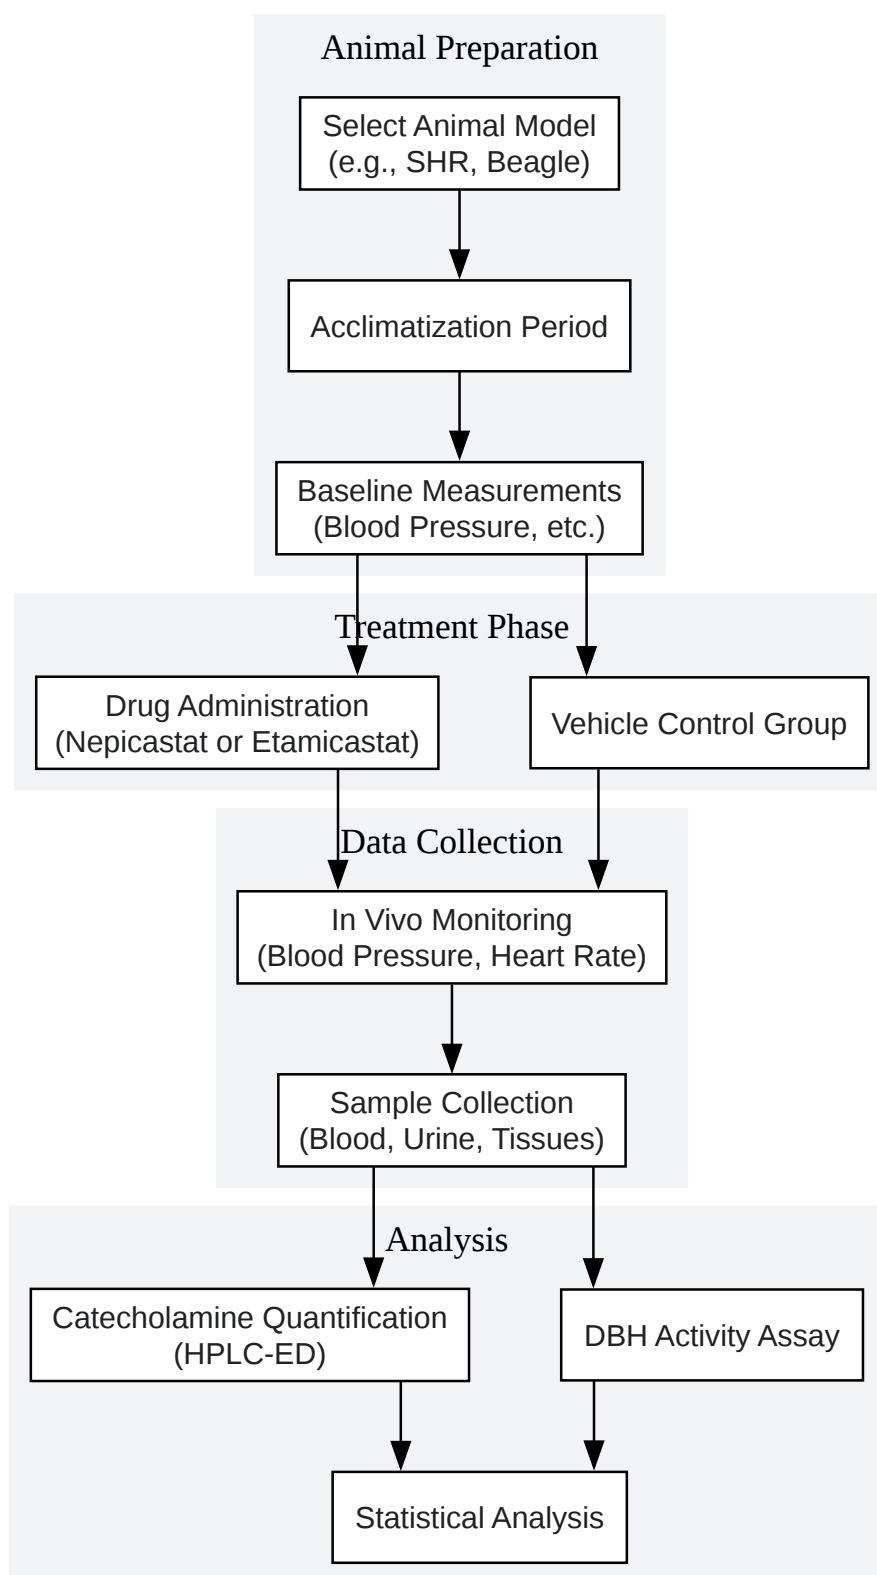 Animal Preparation
Select Animal Model
(e.g., SHR, Beagle)
Acclimatization Period
Baseline Measurements
(Blood Pressure, etc.)
Treatment Phase
Drug Administration
(Nepicastat or Etamicastat)
Vehicle Control Group
Data Collection
In Vivo Monitoring
(Blood Pressure, Heart Rate)
Sample Collection
(Blood, Urine, Tissues)
Analysis
Catecholamine Quantification
(HPLC-ED)
DBH Activity Assay
Statistical Analysis